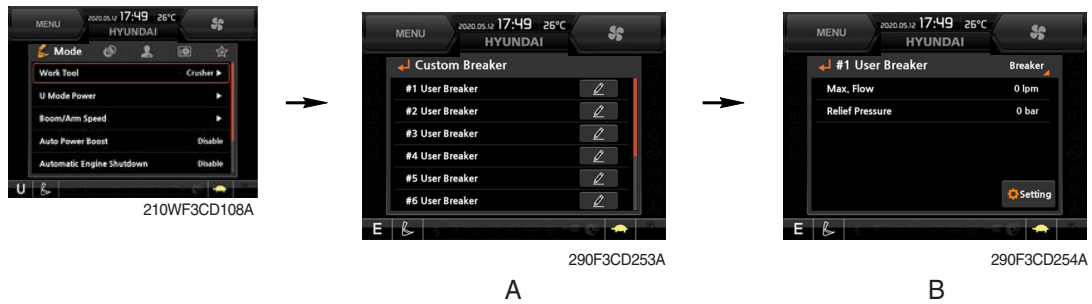 MENU
2020.05.12 17:49 26°C
HYUNDAI
Mode
Work Tool Crusher ▶
U Mode Power ▶
Boom/Arm Speed ▶
Auto Power Boost Disable
Automatic Engine Shutdown Disable
U
210WF3CD108A
MENU
2020.05.12 17:49 26°C
HYUNDAI
Custom Breaker
#1 User Breaker
#2 User Breaker
#3 User Breaker
#4 User Breaker
#5 User Breaker
#6 User Breaker
E
290F3CD253A
A
MENU
2020.05.12 17:49 26°C
HYUNDAI
#1 User Breaker Breaker
Max, Flow 0 lpm
Relief Pressure 0 bar
Setting
E
290F3CD254A
B